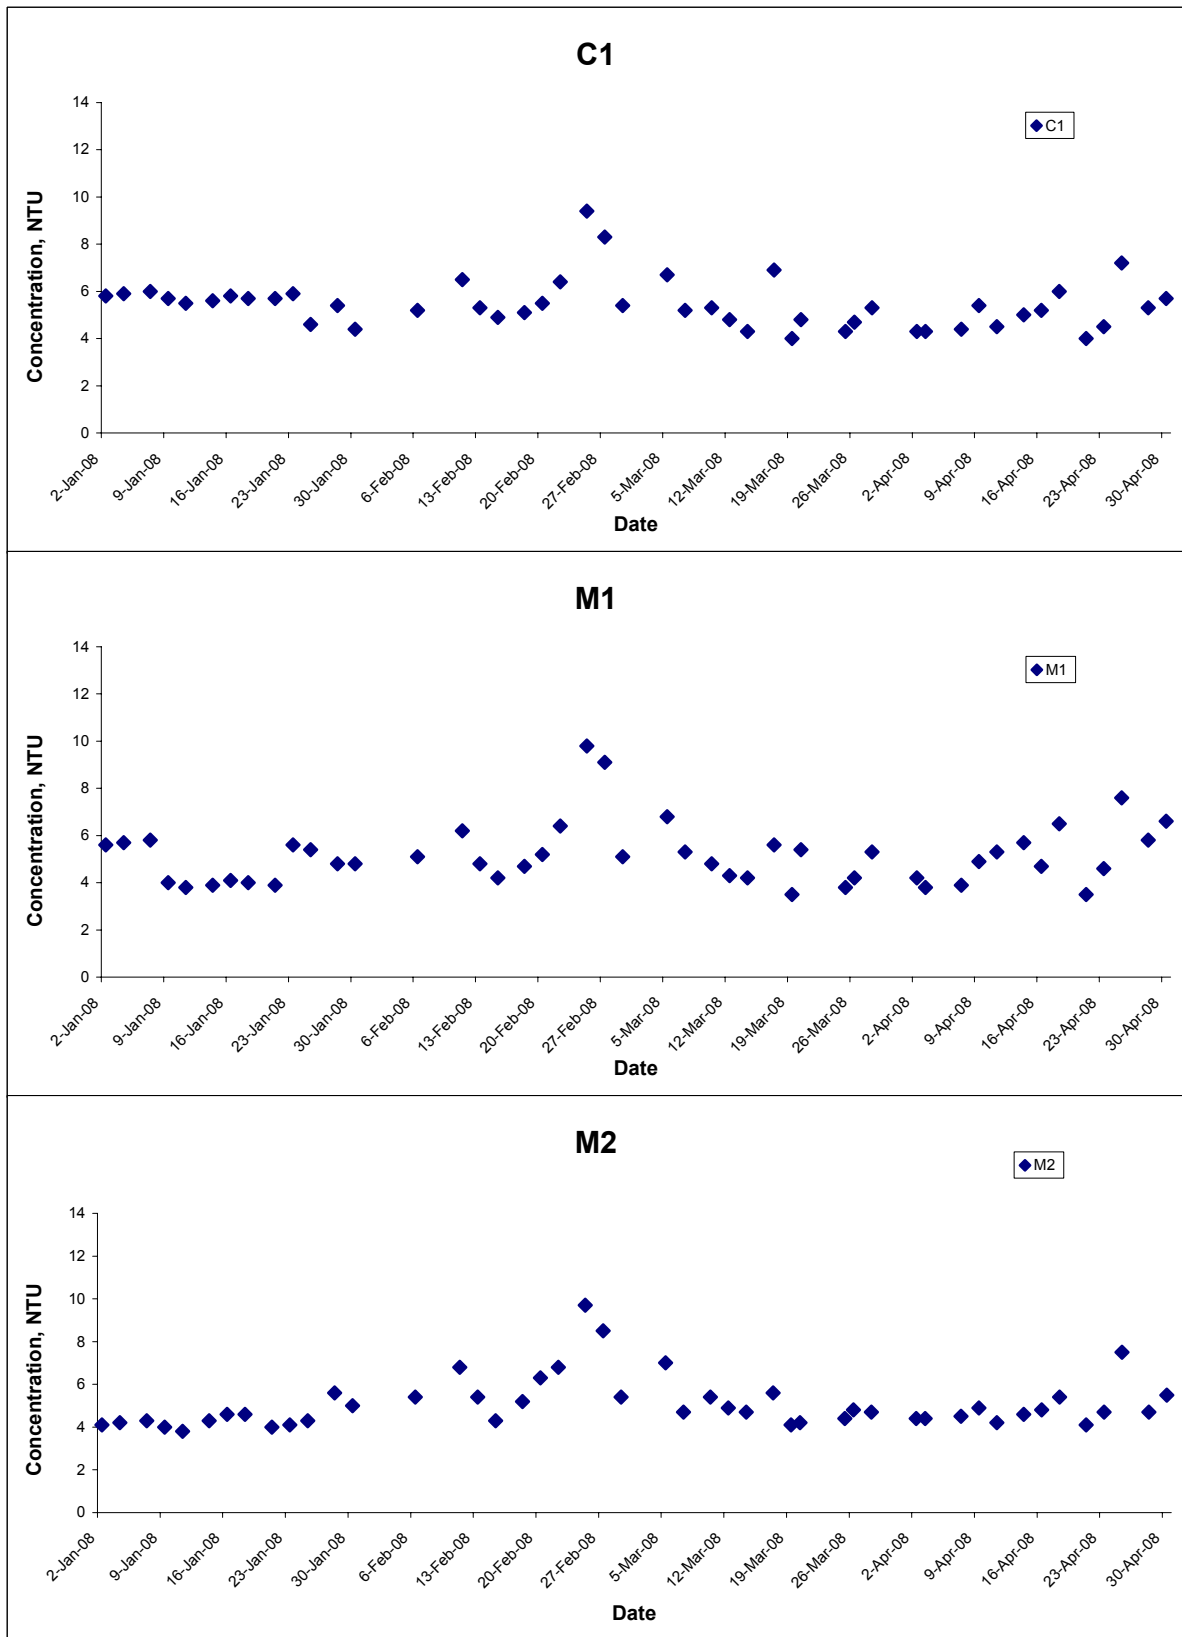 C1
C1
Concentration, NTU
14
12
10
8
6
4
2
0
2-Jan-08
9-Jan-08
16-Jan-08
23-Jan-08
30-Jan-08
6-Feb-08
13-Feb-08
20-Feb-08
27-Feb-08
5-Mar-08
12-Mar-08
19-Mar-08
26-Mar-08
2-Apr-08
9-Apr-08
16-Apr-08
23-Apr-08
30-Apr-08
Date
M1
M1
Concentration, NTU
14
12
10
8
6
4
2
0
2-Jan-08
9-Jan-08
16-Jan-08
23-Jan-08
30-Jan-08
6-Feb-08
13-Feb-08
20-Feb-08
27-Feb-08
5-Mar-08
12-Mar-08
19-Mar-08
26-Mar-08
2-Apr-08
9-Apr-08
16-Apr-08
23-Apr-08
30-Apr-08
Date
M2
M2
Concentration, NTU
14
12
10
8
6
4
2
0
2-Jan-08
9-Jan-08
16-Jan-08
23-Jan-08
30-Jan-08
6-Feb-08
13-Feb-08
20-Feb-08
27-Feb-08
5-Mar-08
12-Mar-08
19-Mar-08
26-Mar-08
2-Apr-08
9-Apr-08
16-Apr-08
23-Apr-08
30-Apr-08
Date